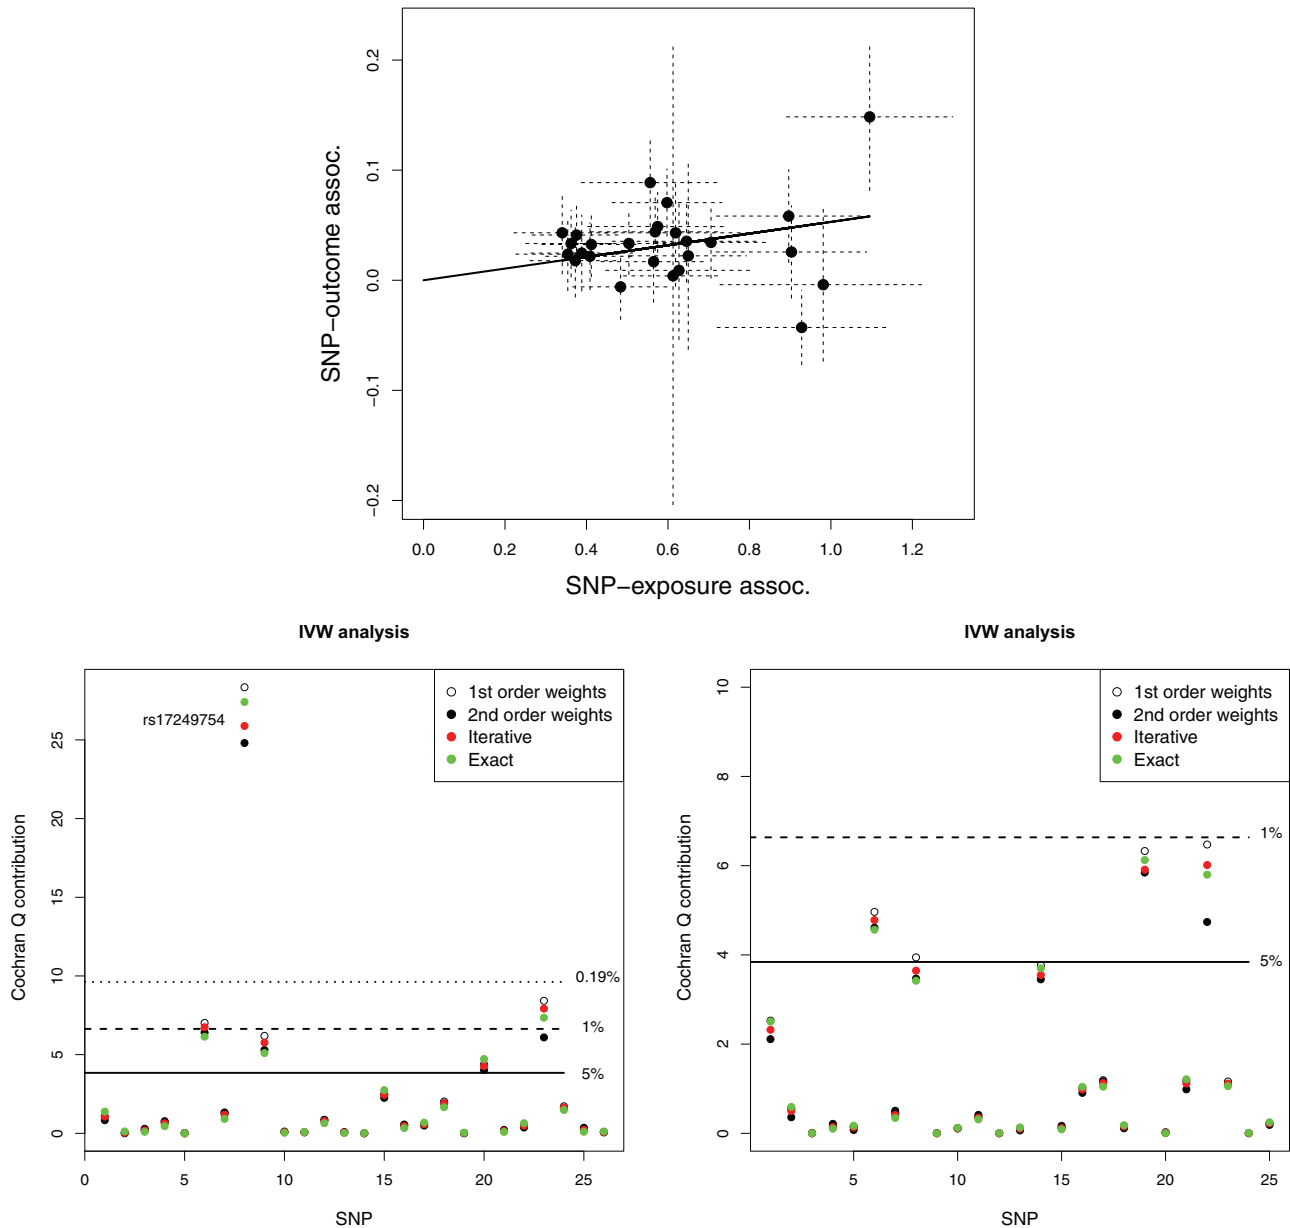 0.2
0.1
0.0
−0.1
−0.2
SNP−outcome assoc.
0.0 0.2 0.4 0.6 0.8 1.0 1.2
SNP−exposure assoc.
IVW analysis
1st order weights
2nd order weights
Iterative
Exact
rs17249754
25
20
15
10
5
0
Cochran Q contribution
0.19%
1%
5%
0 5 10 15 20 25
SNP
IVW analysis
1st order weights
2nd order weights
Iterative
Exact
10
8
6
4
2
0
Cochran Q contribution
1%
5%
5 10 15 20 25
SNP